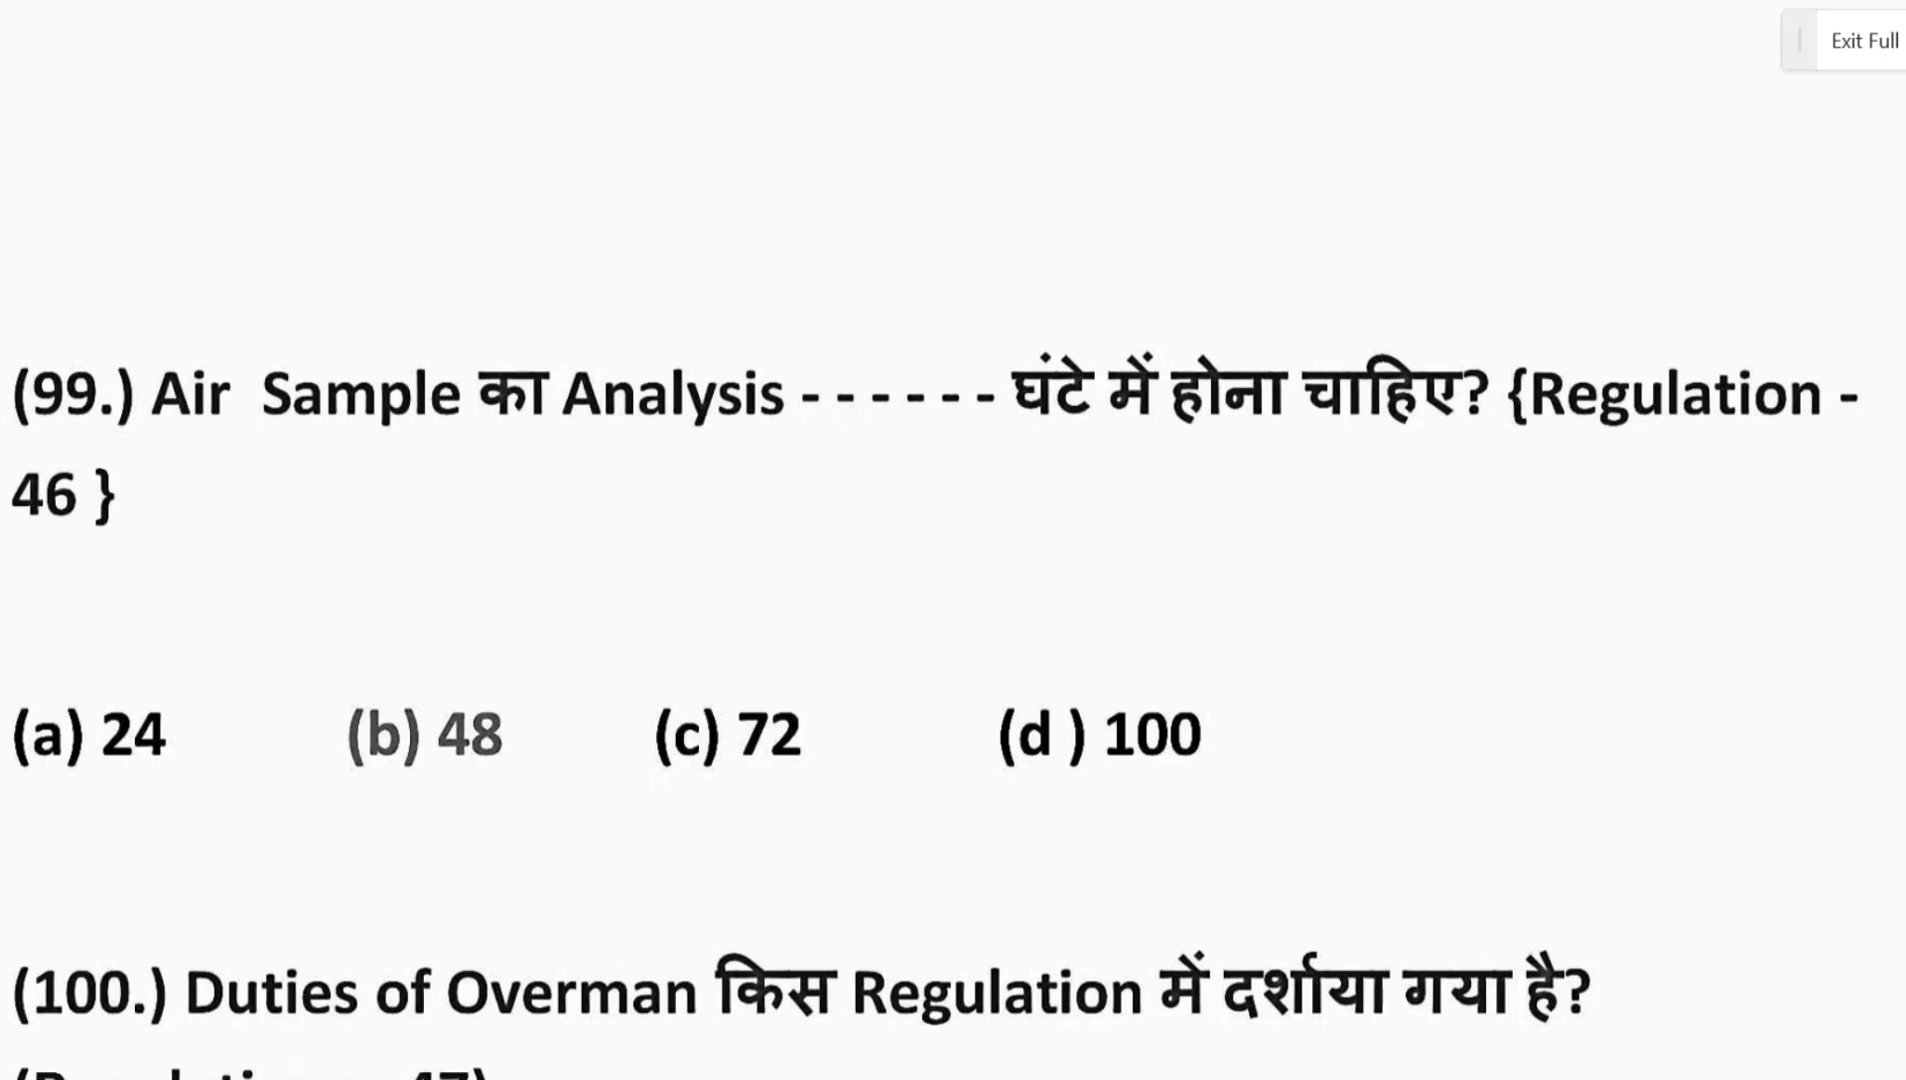 Exit Full
(99.) Air Sample का Analysis - - - - - - घंटे में होना चाहिए? {Regulation -
46 }
(a) 24 (b) 48 (c) 72 (d ) 100
(100.) Duties of Overman किस Regulation में दर्शाया गया है?